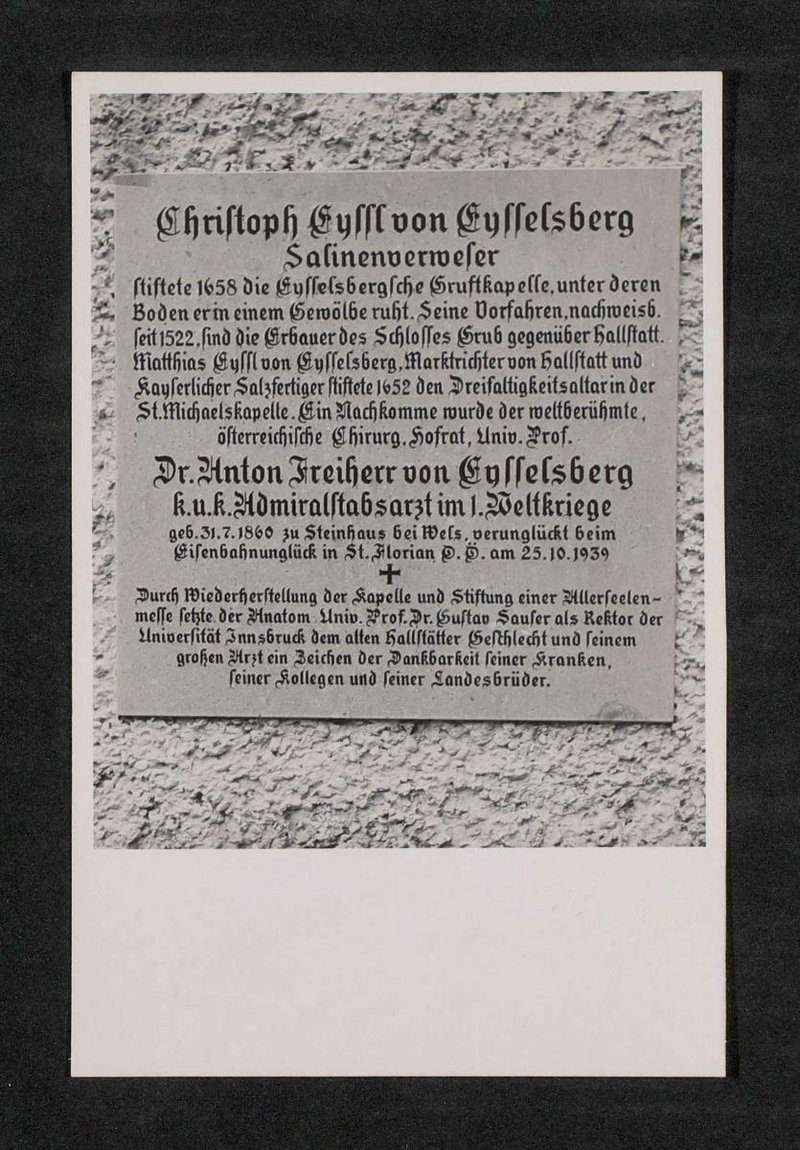 Christoph Eyssl von Eysselsberg
Salinenverweser
stiftete 1658 die Eysselsbergsche Gruftkapelle, unter deren
Boden er in einem Gewölbe ruht. Seine Vorfahren, nachweisb.
seit 1522, sind die Erbauer des Schlosses Grub gegenüber Hallstatt.
Matthias Eyssl von Eysselsberg, Marktrichter von Hallstatt und
Kayserlicher Salzfertiger stiftete 1652 den Dreifaltigkeitsaltar in der
St. Michaelskapelle. Ein Nachkomme wurde der weltberühmte,
österreichische Chirurg, Hofrat, Univ. Prof.
Dr. Anton Freiherr von Eysselsberg
k.u.k. Admiralstabsarzt im 1. Weltkriege
geb. 31.7.1860 zu Steinhaus bei Wels, verunglückt beim
Eisenbahnunglück in St. Florian O. Ö. am 25.10.1939
Durch Wiederherstellung der Kapelle und Stiftung einer Allerseelen-
messe setzte der Anatom Univ. Prof. Dr. Gustav Sauser als Rektor der
Universität Innsbruck dem alten Hallstätter Geschlecht und seinem
großen Arzt ein Zeichen der Dankbarkeit seiner Kranken,
seiner Kollegen und seiner Landesbrüder.